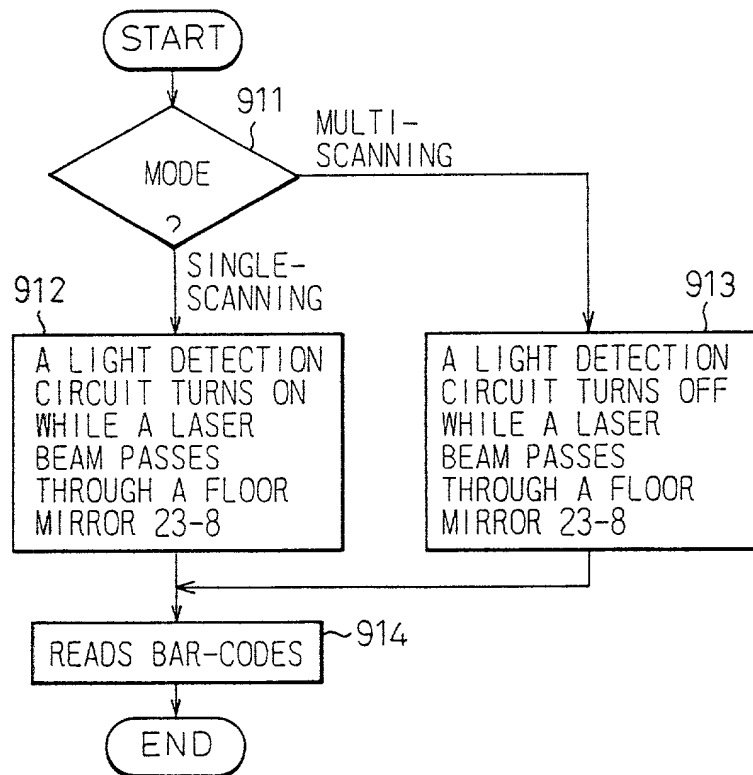 START
911
MULTI-
SCANNING
MODE
?
SINGLE-
SCANNING
912
913
A LIGHT DETECTION
CIRCUIT TURNS ON
WHILE A LASER
BEAM PASSES
THROUGH A FLOOR
MIRROR 23-8
A LIGHT DETECTION
CIRCUIT TURNS OFF
WHILE A LASER
BEAM PASSES
THROUGH A FLOOR
MIRROR 23-8
READS BAR-CODES
914
END